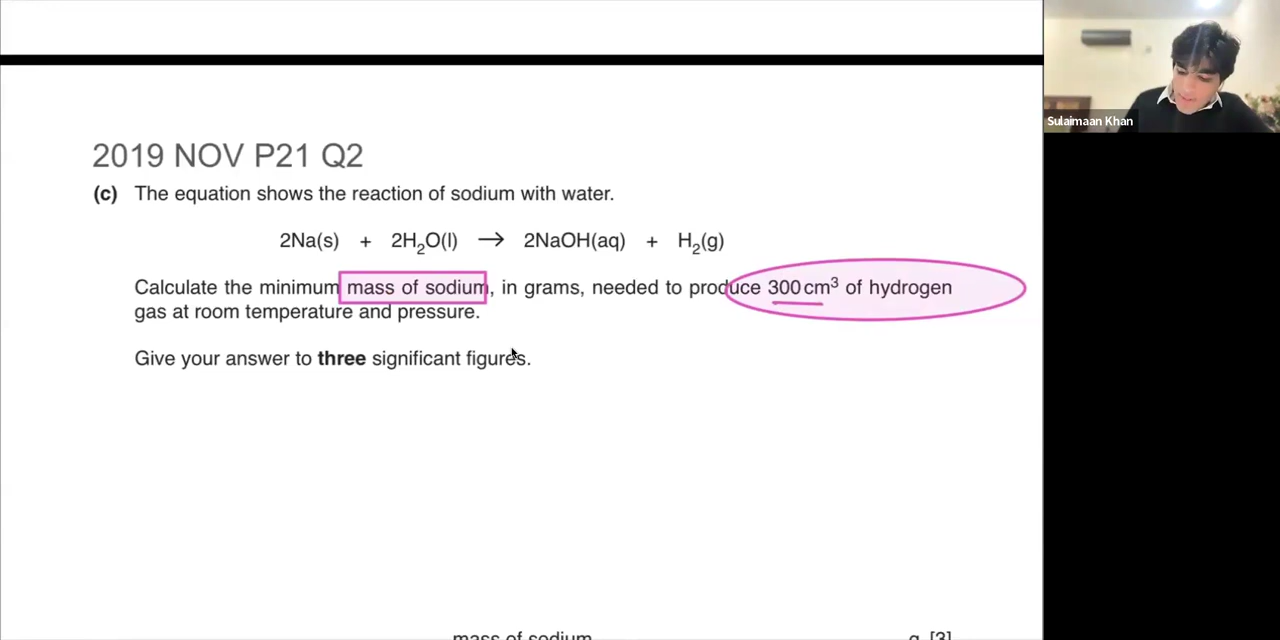 Sulaimaan Khan
2019 NOV P21 Q2
(c) The equation shows the reaction of sodium with water.
2Na(s) + 2H₂O(l) → 2NaOH(aq) + H₂(g)
Calculate the minimum mass of sodium, in grams, needed to produce 300 cm³ of hydrogen
gas at room temperature and pressure.
Give your answer to three significant figures.
mass of sodium g [3]